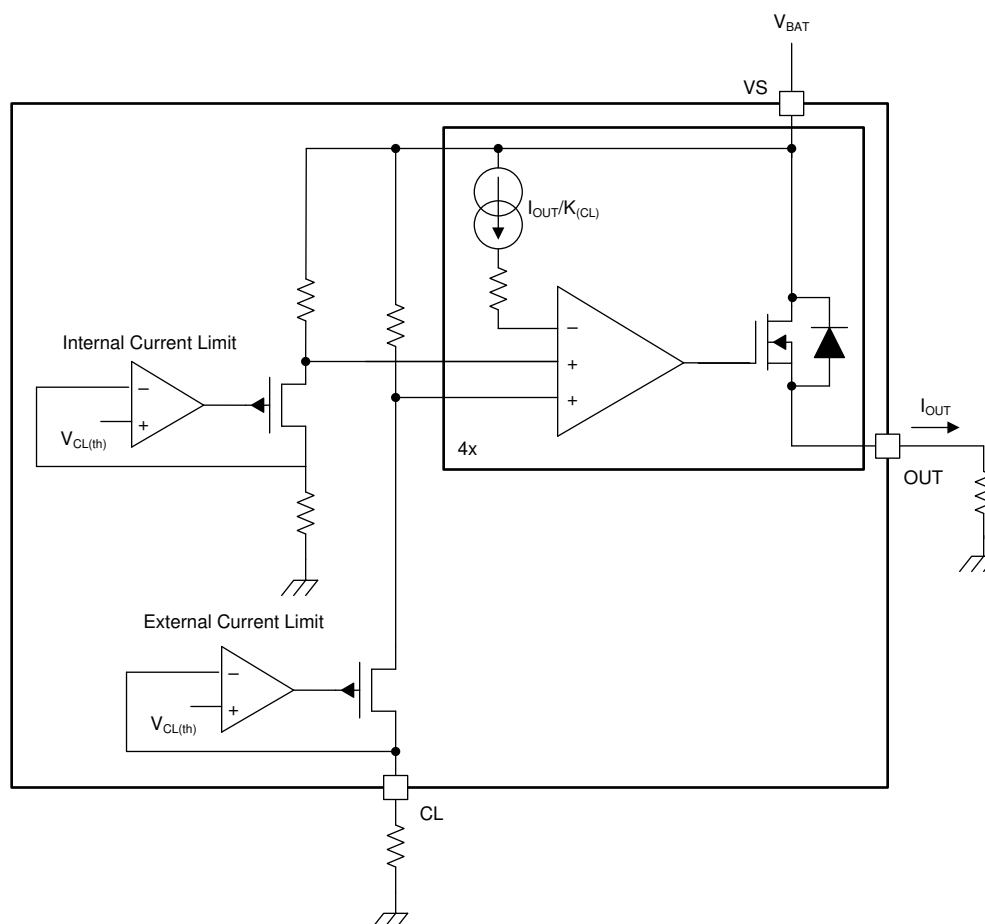 V_BAT
VS
I_OUT/K_(CL)
Internal Current Limit
−
+
V_CL(th)
−
+
+
4x
I_OUT
OUT
External Current Limit
−
+
V_CL(th)
CL